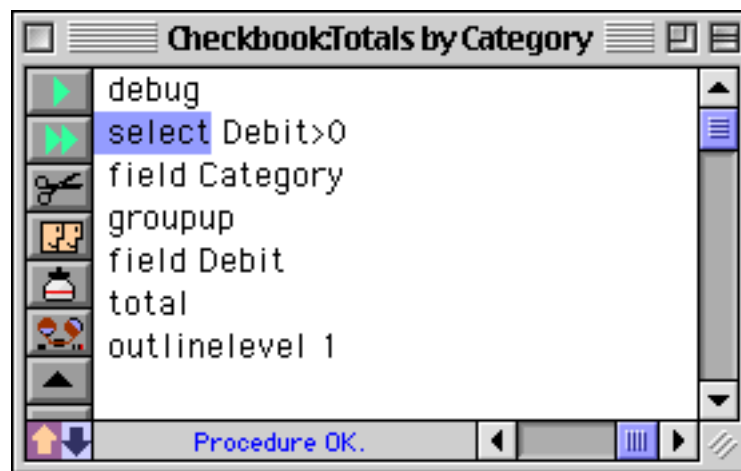 Checkbook:Totals by Category
debug
select Debit>0
field Category
groupup
field Debit
total
outlinelevel 1
Procedure OK.